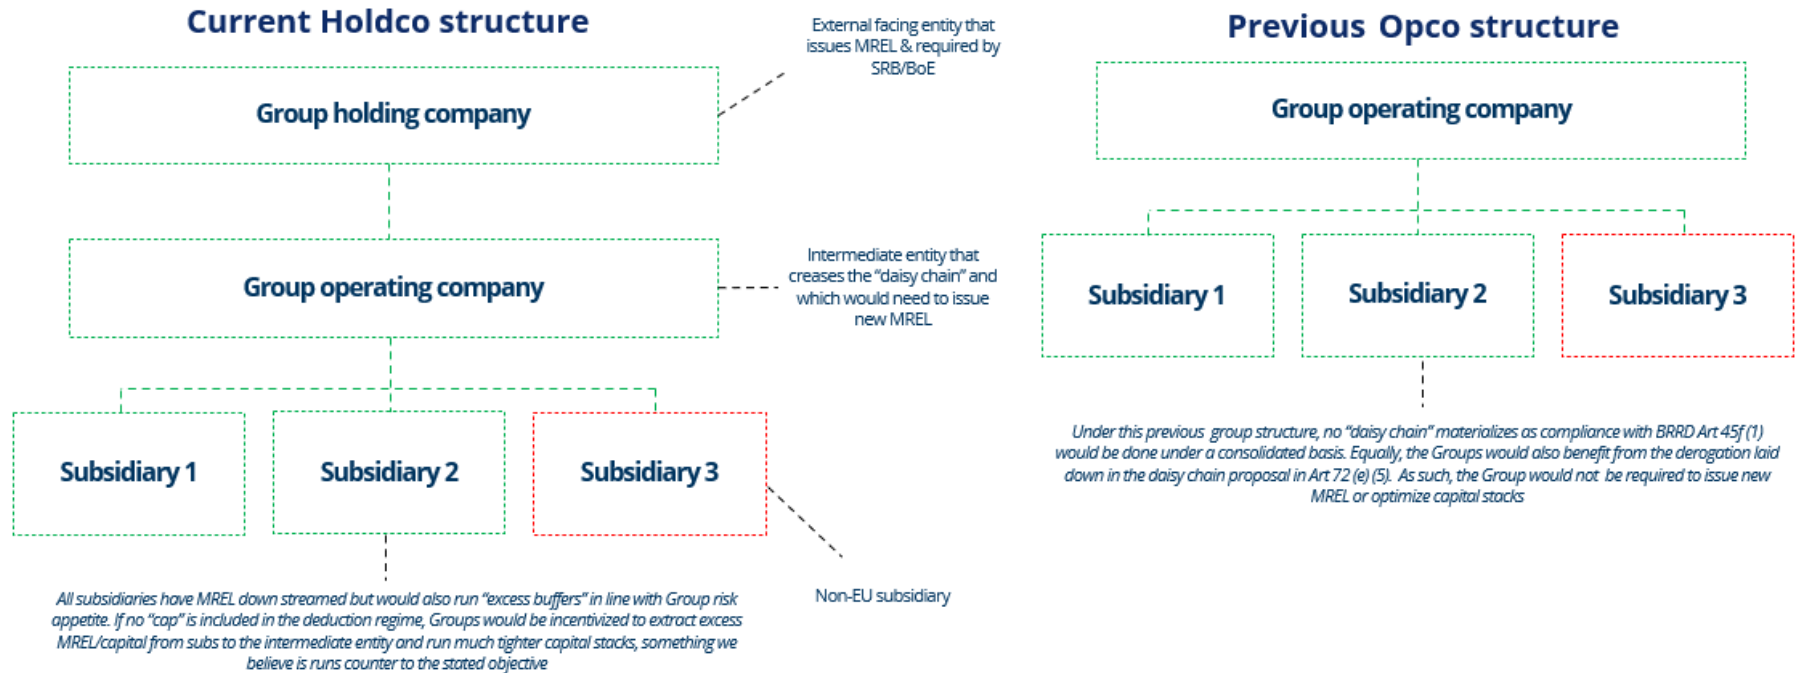 Current Holdco structure
External facing entity that
issues MREL & required by
SRB/BoE
Group holding company
Group operating company
Intermediate entity that
creases the “daisy chain” and
which would need to issue
new MREL
Subsidiary 1
Subsidiary 2
Subsidiary 3
Non-EU subsidiary
All subsidiaries have MREL down streamed but would also run “excess buffers” in line with Group risk
appetite. If no “cap” is included in the deduction regime, Groups would be incentivized to extract excess
MREL/capital from subs to the intermediate entity and run much tighter capital stacks, something we
believe is runs counter to the stated objective
Previous Opco structure
Group operating company
Subsidiary 1
Subsidiary 2
Subsidiary 3
Under this previous group structure, no “daisy chain” materializes as compliance with BRRD Art 45f (1)
would be done under a consolidated basis. Equally, the Groups would also benefit from the derogation laid
down in the daisy chain proposal in Art 72 (e) (5). As such, the Group would not be required to issue new
MREL or optimize capital stacks